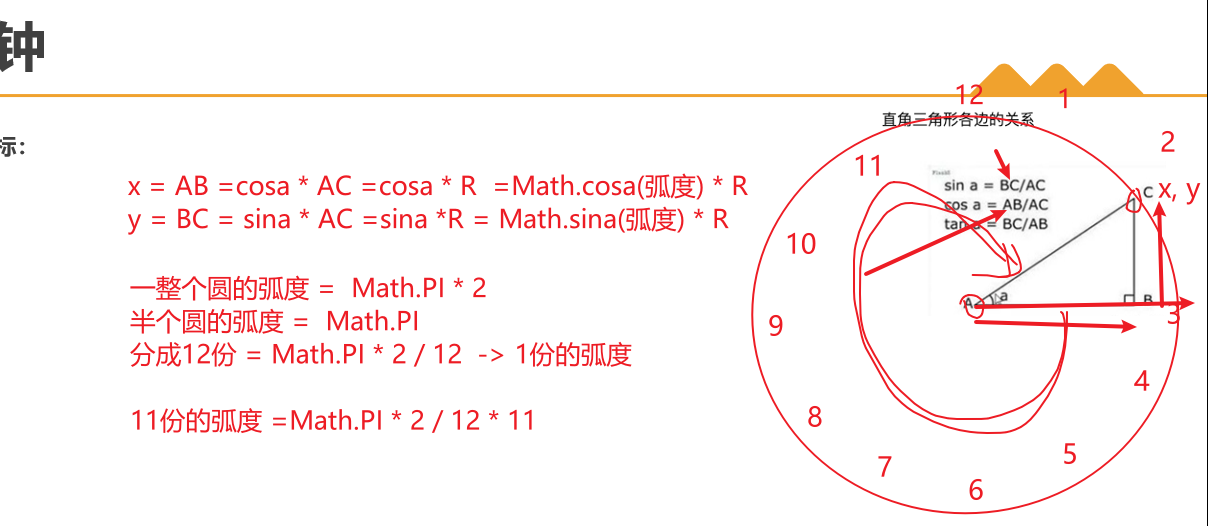 钟
标：
直角三角形各边的关系
x = AB =cosa * AC =cosa * R  =Math.cosa(弧度) * R
y = BC = sina * AC =sina *R = Math.sina(弧度) * R
一整个圆的弧度 =  Math.PI * 2
半个圆的弧度 =  Math.PI
分成12份 = Math.PI * 2 / 12  -> 1份的弧度
11份的弧度 =Math.PI * 2 / 12 * 11
sin a = BC/AC
cos a = AB/AC
tan a = BC/AB
12
1
2
C x, y
11
10
A
a
B
3
9
4
8
5
7
6